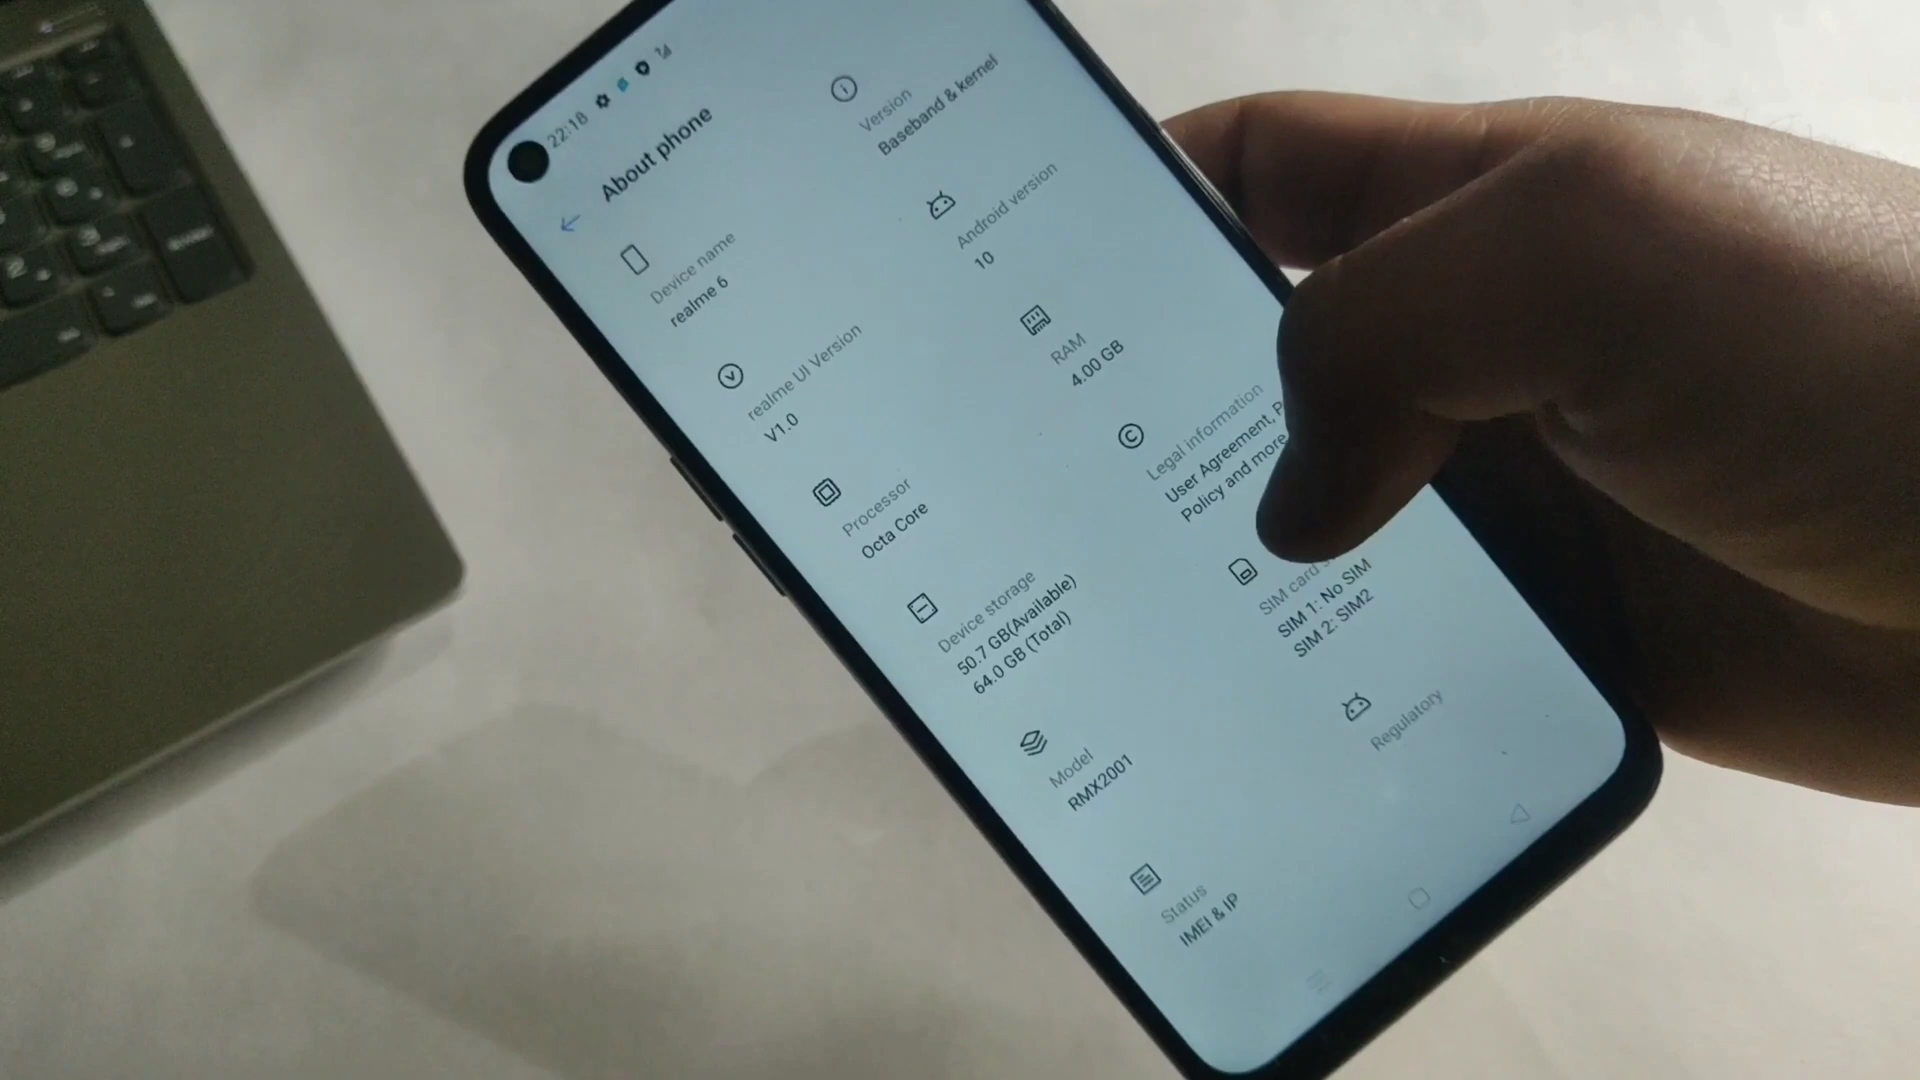 22:18
About phone
Device name
realme 6
realme UI Version
V1.0
Processor
Octa Core
Device storage
50.7 GB(Available)
64.0 GB (Total)
Model
RMX2001
Status
IMEI & IP
Version
Baseband & kernel
Android version
10
RAM
4.00 GB
Legal information
User Agreement,
Policy and more
SIM card
SIM 1: No SIM
SIM 2: SIM2
Regulatory